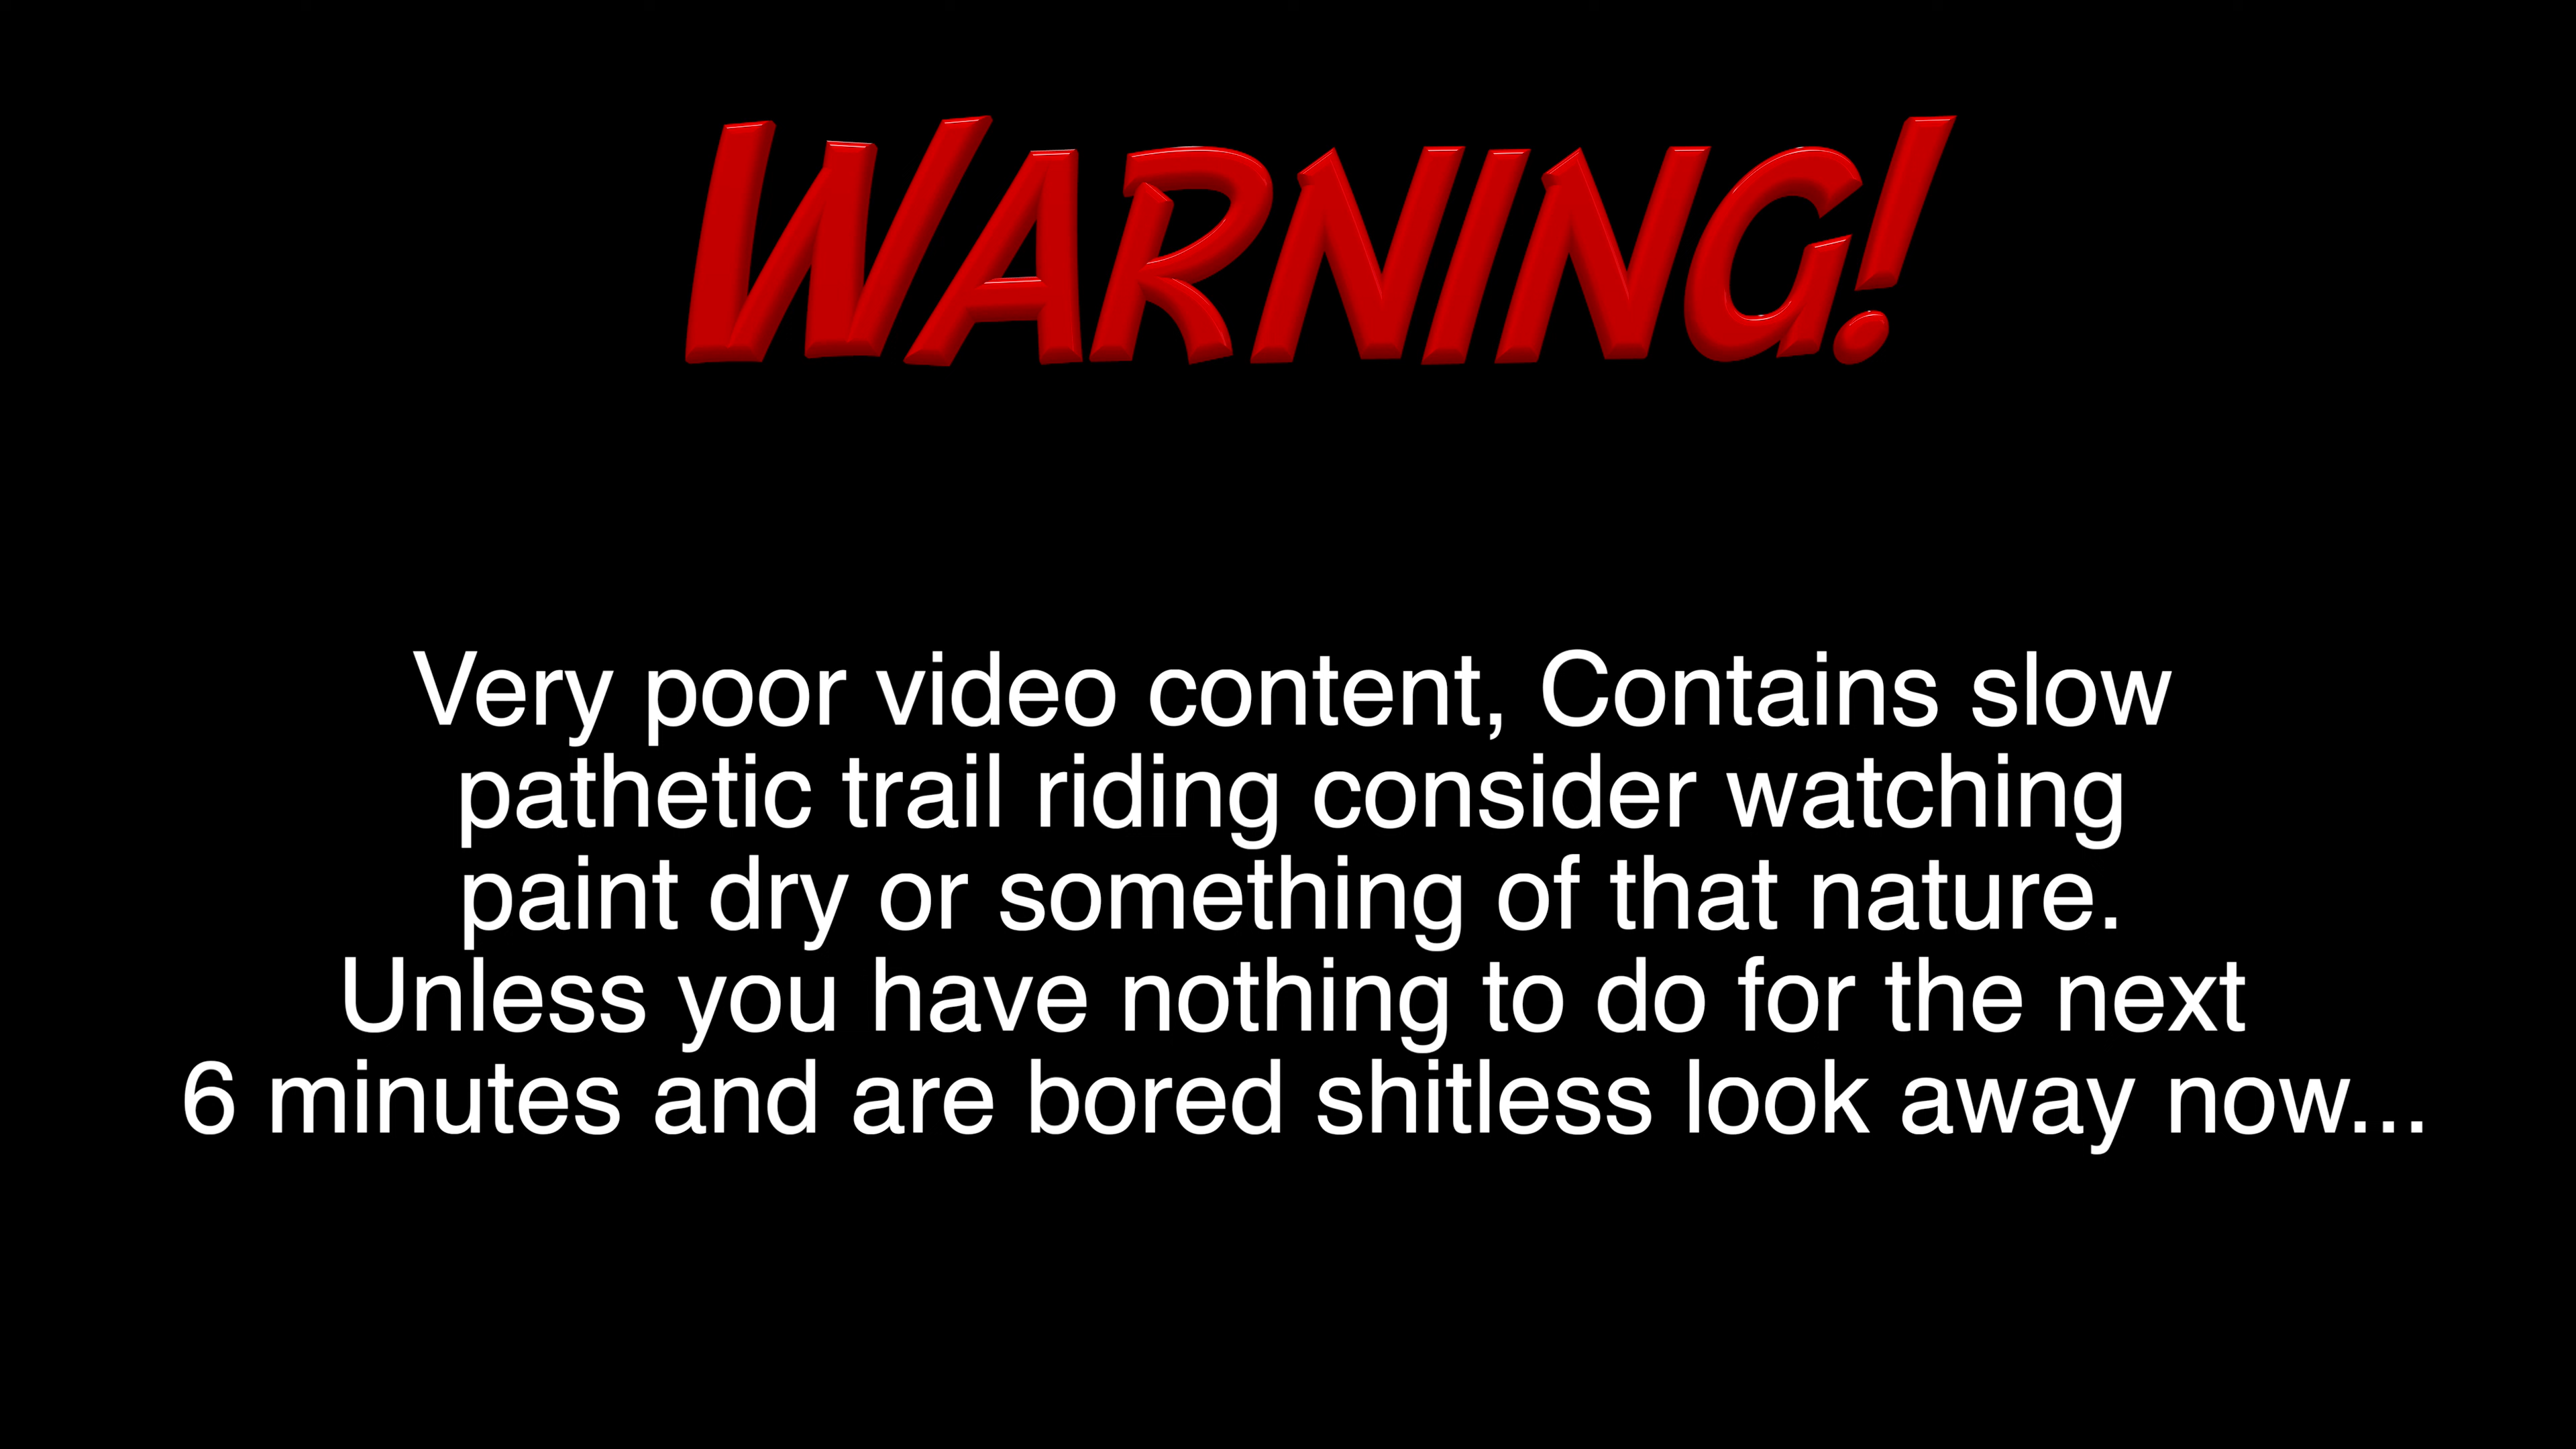 WARNING!
Very poor video content, Contains slow
pathetic trail riding consider watching
paint dry or something of that nature.
Unless you have nothing to do for the next
6 minutes and are bored shitless look away now...